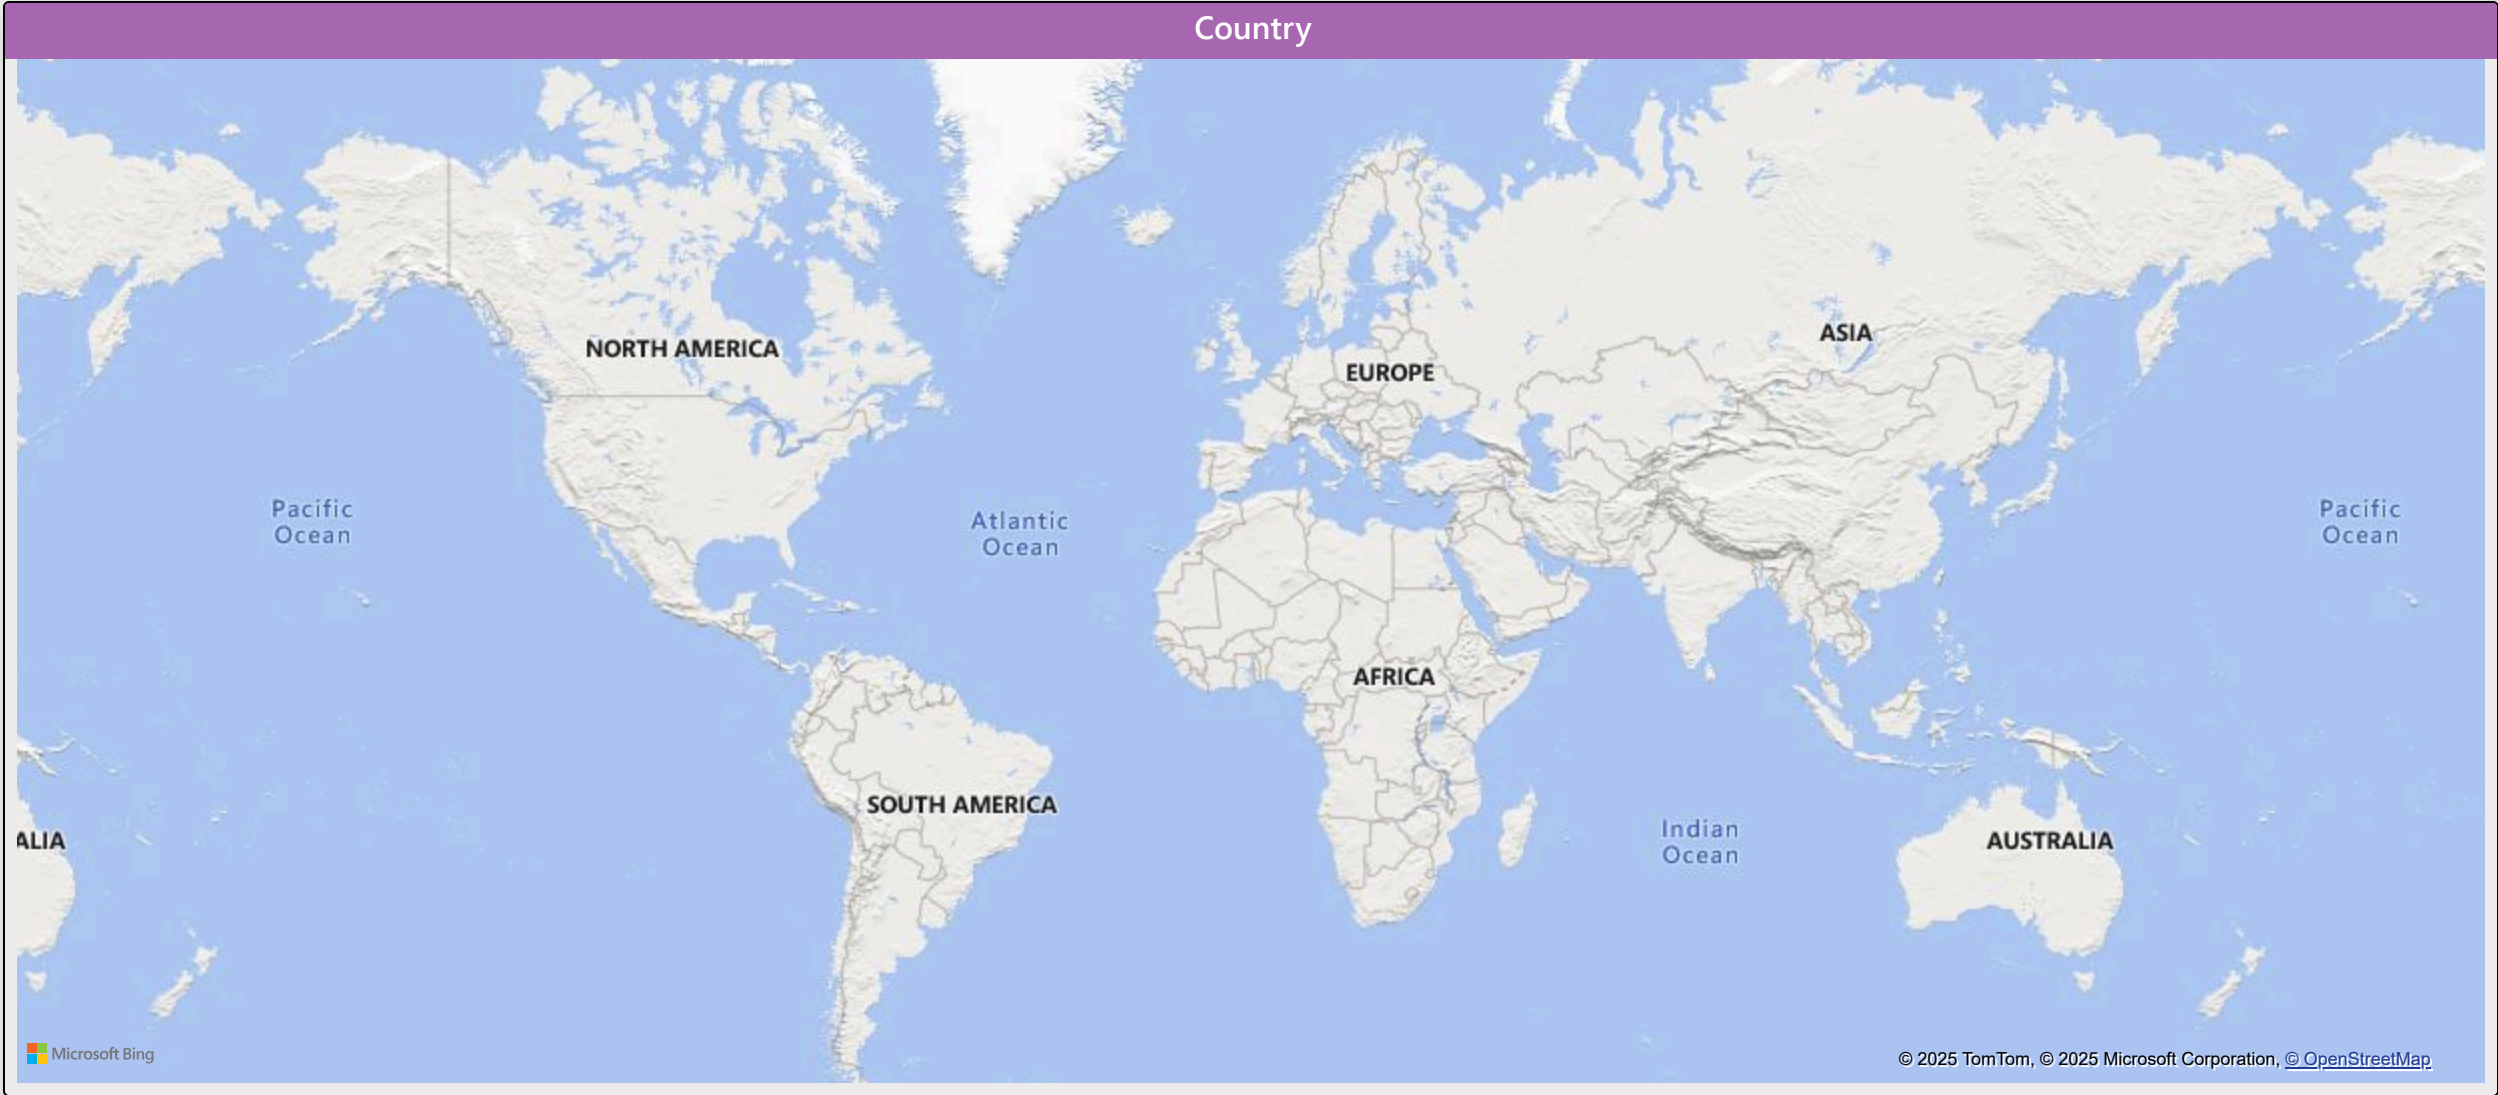 Country
NORTH AMERICA
ASIA
EUROPE
Pacific
Ocean
Atlantic
Ocean
Pacific
Ocean
AFRICA
SOUTH AMERICA
Indian
Ocean
ALIA
AUSTRALIA
Microsoft Bing
© 2025 TomTom, © 2025 Microsoft Corporation, © OpenStreetMap